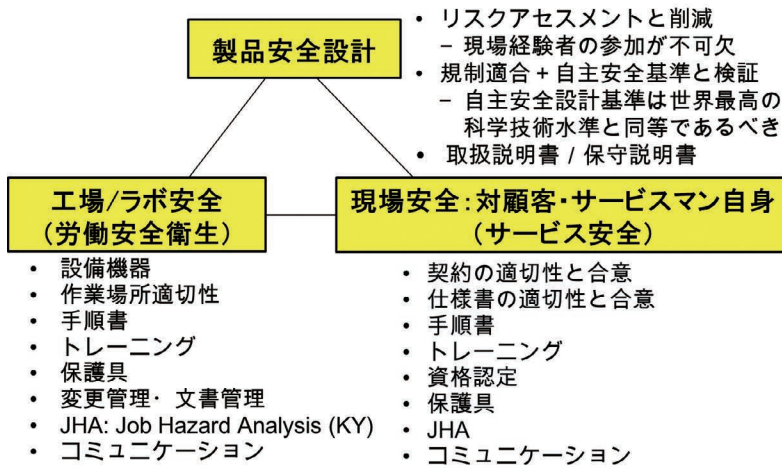 製品安全設計
• リスクアセスメントと削減
– 現場経験者の参加が不可欠
• 規制適合 + 自主安全基準と検証
– 自主安全設計基準は世界最高の
科学技術水準と同等であるべき
• 取扱説明書 / 保守説明書
工場/ラボ安全
(労働安全衛生)
• 設備機器
• 作業場所適切性
• 手順書
• トレーニング
• 保護具
• 変更管理・ 文書管理
• JHA: Job Hazard Analysis (KY)
• コミュニケーション
現場安全:対顧客・サービスマン自身
(サービス安全)
• 契約の適切性と合意
• 仕様書の適切性と合意
• 手順書
• トレーニング
• 資格認定
• 保護具
• JHA
• コミュニケーション